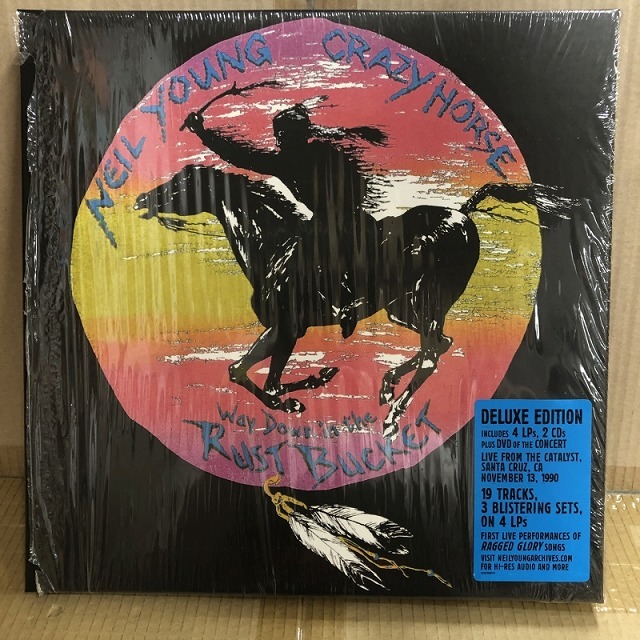 NEIL YOUNG CRAZY HORSE
Way Down in the
RUST BUCKET
DELUXE EDITION
INCLUDES 4 LPs, 2 CDs
PLUS DVD OF THE CONCERT
LIVE FROM THE CATALYST,
SANTA CRUZ, CA
NOVEMBER 13, 1990
19 TRACKS,
3 BLISTERING SETS,
ON 4 LPs
FIRST LIVE PERFORMANCES OF
RAGGED GLORY SONGS
VISIT NEILYOUNGARCHIVES.COM
FOR HI-RES AUDIO AND MORE